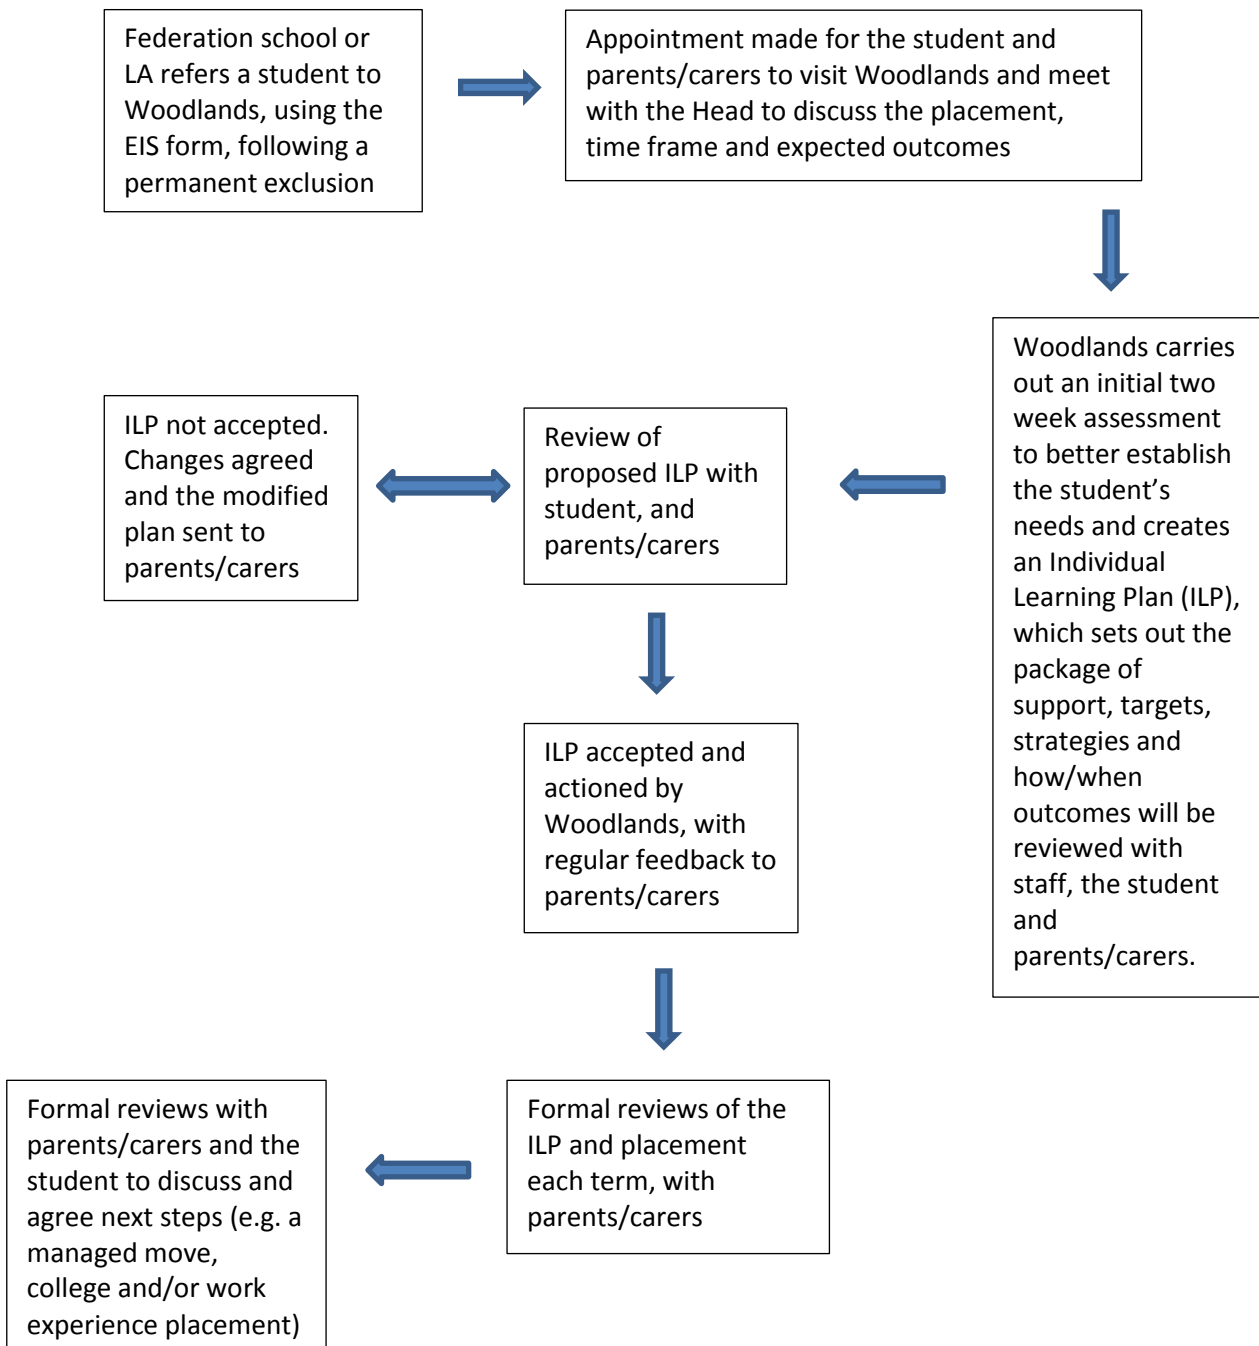 Federation school or
LA refers a student to
Woodlands, using the
EIS form, following a
permanent exclusion
Appointment made for the student and
parents/carers to visit Woodlands and meet
with the Head to discuss the placement,
time frame and expected outcomes
Woodlands carries
out an initial two
week assessment
to better establish
the student’s
needs and creates
an Individual
Learning Plan (ILP),
which sets out the
package of
support, targets,
strategies and
how/when
outcomes will be
reviewed with
staff, the student
and
parents/carers.
Review of
proposed ILP with
student, and
parents/carers
ILP not accepted.
Changes agreed
and the modified
plan sent to
parents/carers
ILP accepted and
actioned by
Woodlands, with
regular feedback to
parents/carers
Formal reviews of the
ILP and placement
each term, with
parents/carers
Formal reviews with
parents/carers and the
student to discuss and
agree next steps (e.g. a
managed move,
college and/or work
experience placement)